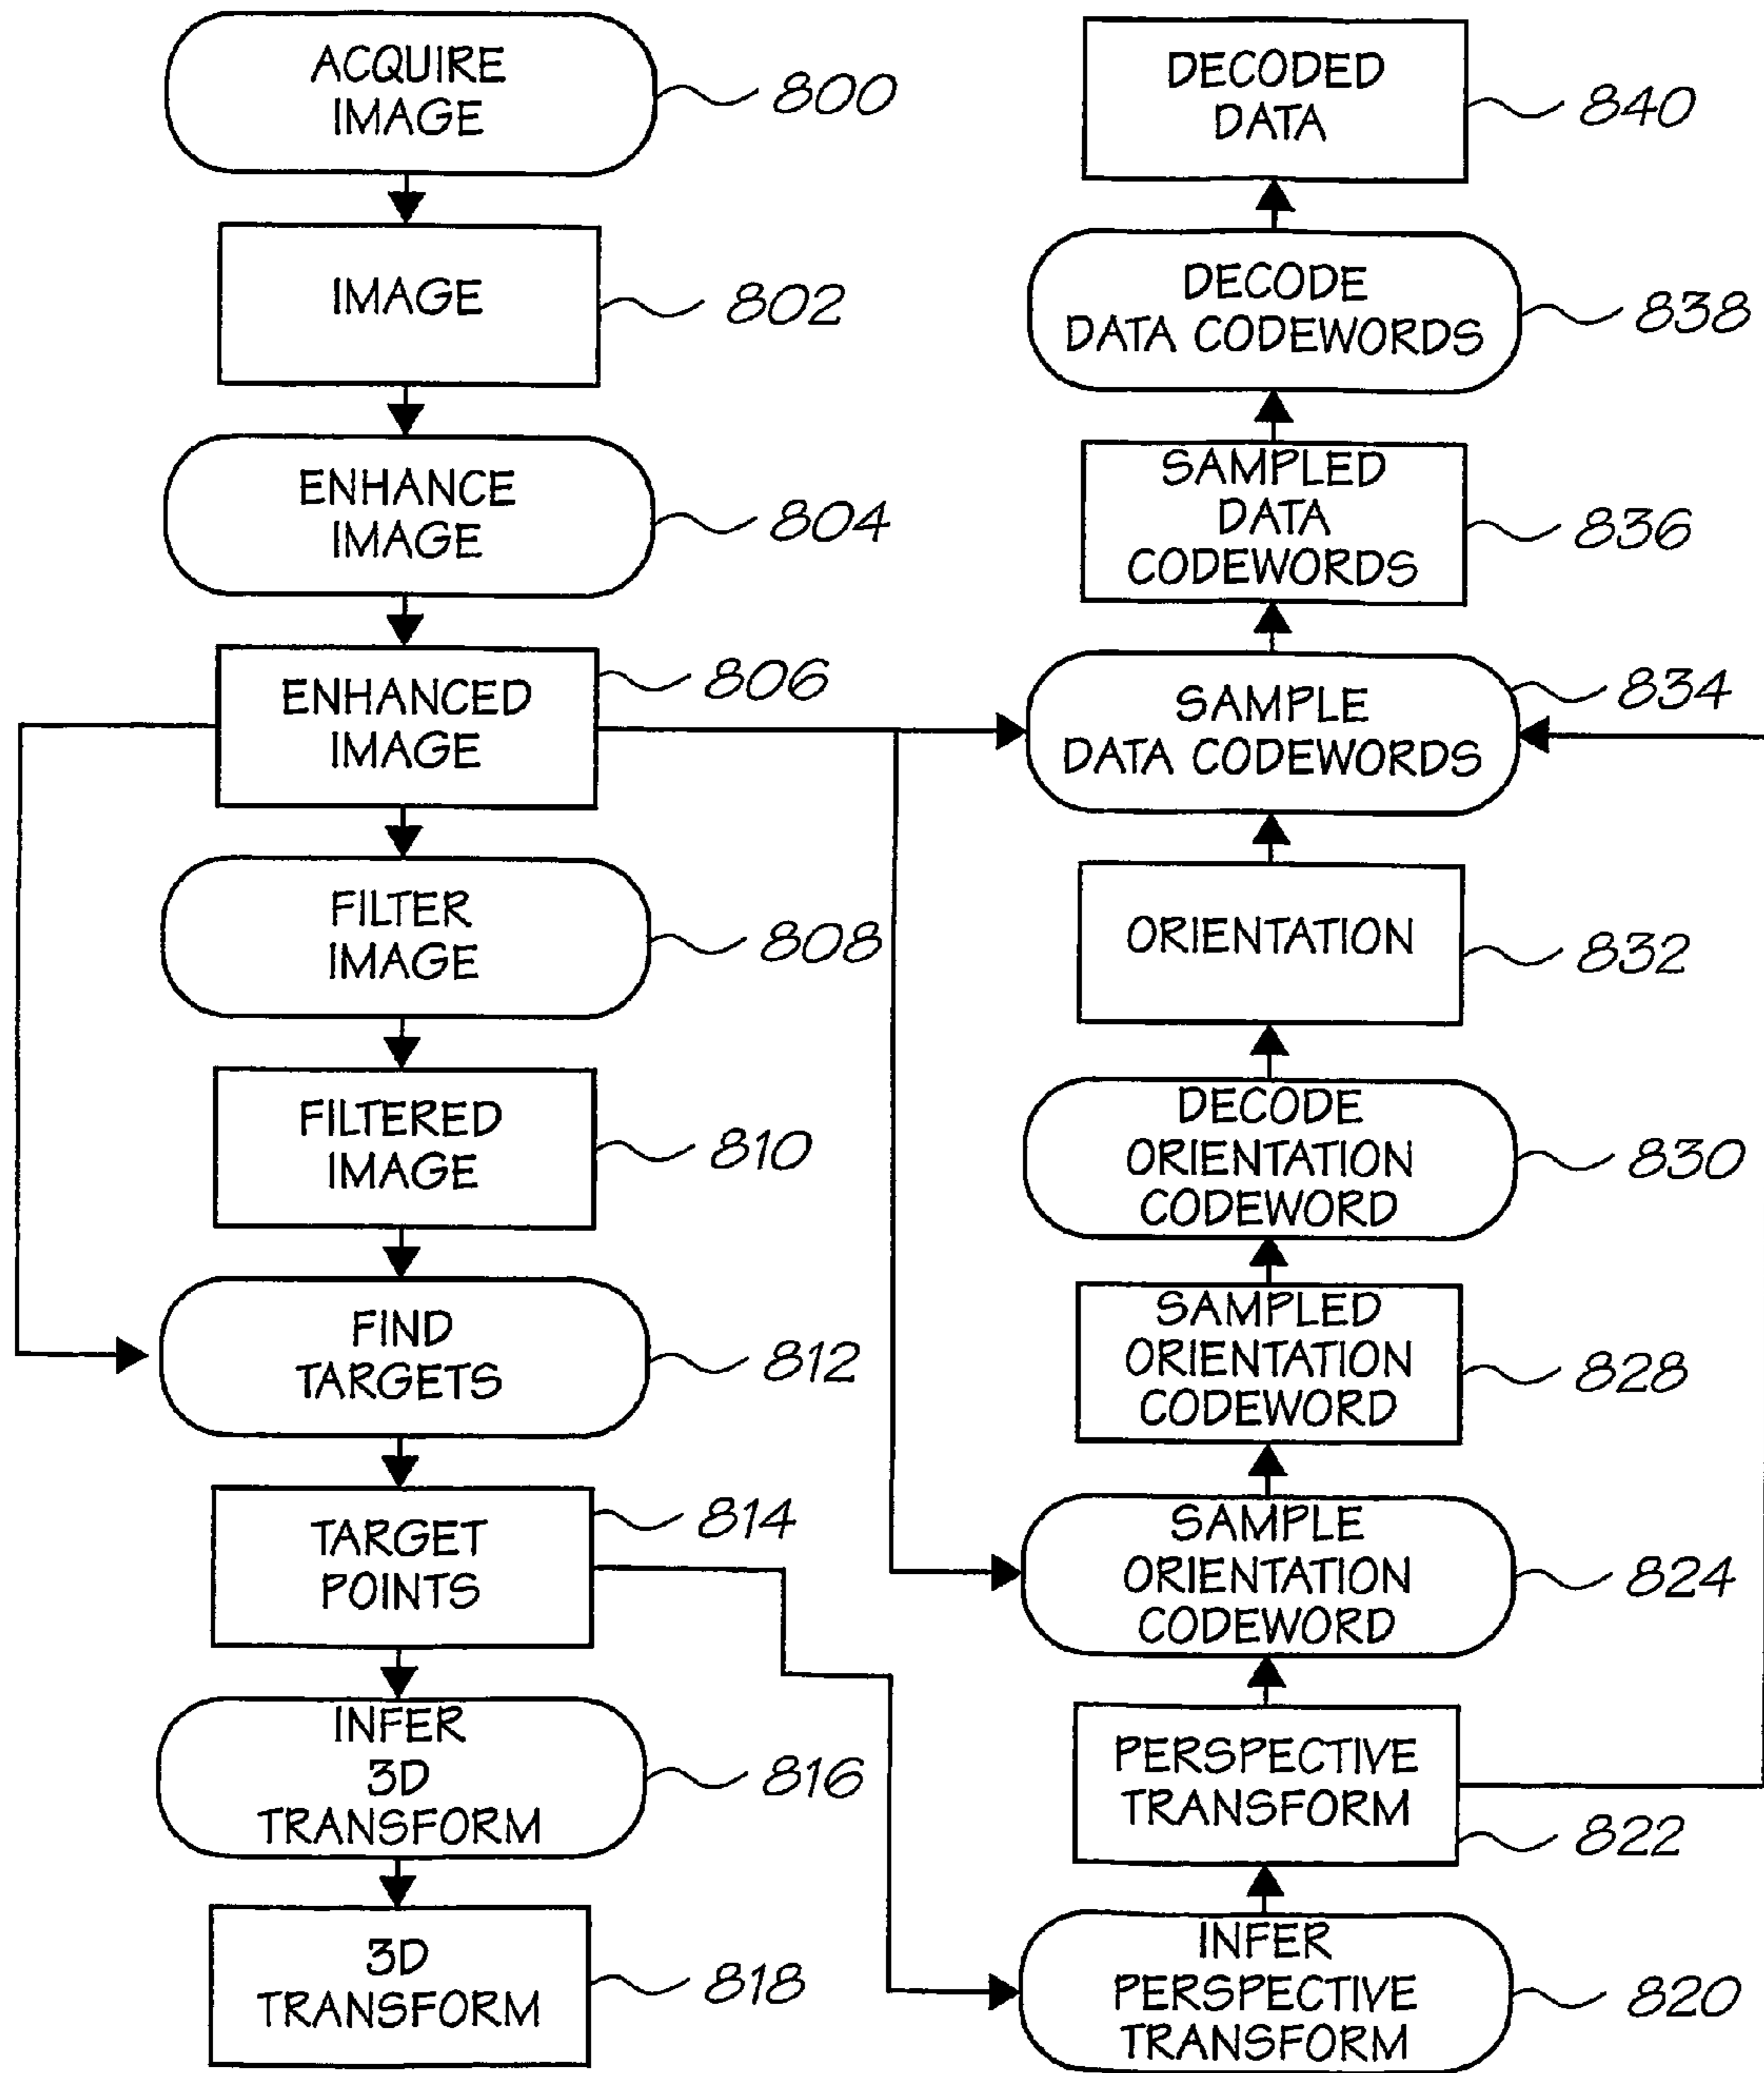 ACQUIRE
IMAGE
800
IMAGE
802
ENHANCE
IMAGE
804
ENHANCED
IMAGE
806
FILTER
IMAGE
808
FILTERED
IMAGE
810
FIND
TARGETS
812
TARGET
POINTS
814
INFER
3D
TRANSFORM
816
3D
TRANSFORM
818
DECODED
DATA
840
DECODE
DATA CODEWORDS
838
SAMPLED
DATA
CODEWORDS
836
SAMPLE
DATA CODEWORDS
834
ORIENTATION
832
DECODE
ORIENTATION
CODEWORD
830
SAMPLED
ORIENTATION
CODEWORD
828
SAMPLE
ORIENTATION
CODEWORD
824
PERSPECTIVE
TRANSFORM
822
INFER
PERSPECTIVE
TRANSFORM
820